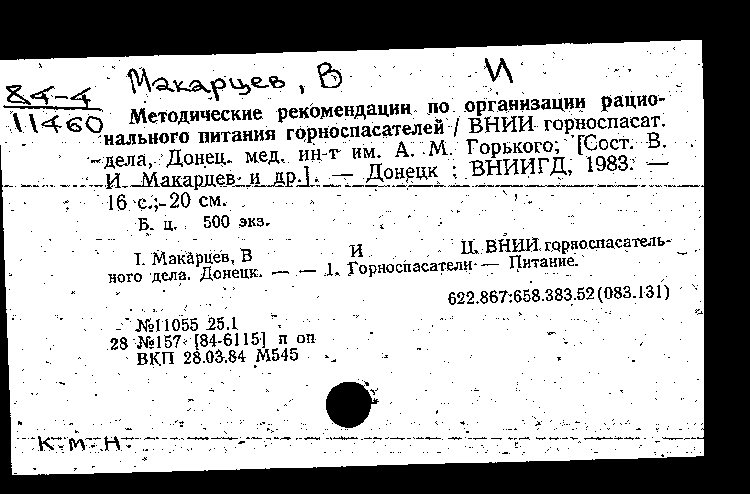 Макарцев, В И
84-4
11460
Методические рекомендации по организации рацио-
нального питания горноспасателей / ВНИИ горноспасат.
дела, Донец. мед. ин-т им. А. М. Горького; [Сост. В.
И. Макарцев и др.]. — Донецк : ВНИИГД, 1983. —
16 с.; 20 см.
Б. ц. 500 экз.
I. Макарцев, В И II. ВНИИ горноспасатель-
ного дела. Донецк. — — 1. Горноспасатели — Питание.
622.867:658.383.52(083.131)
№11055 25.1
28 №157 [84-6115] п оп
ВКП 28.03.84 М545
К-М-Н-